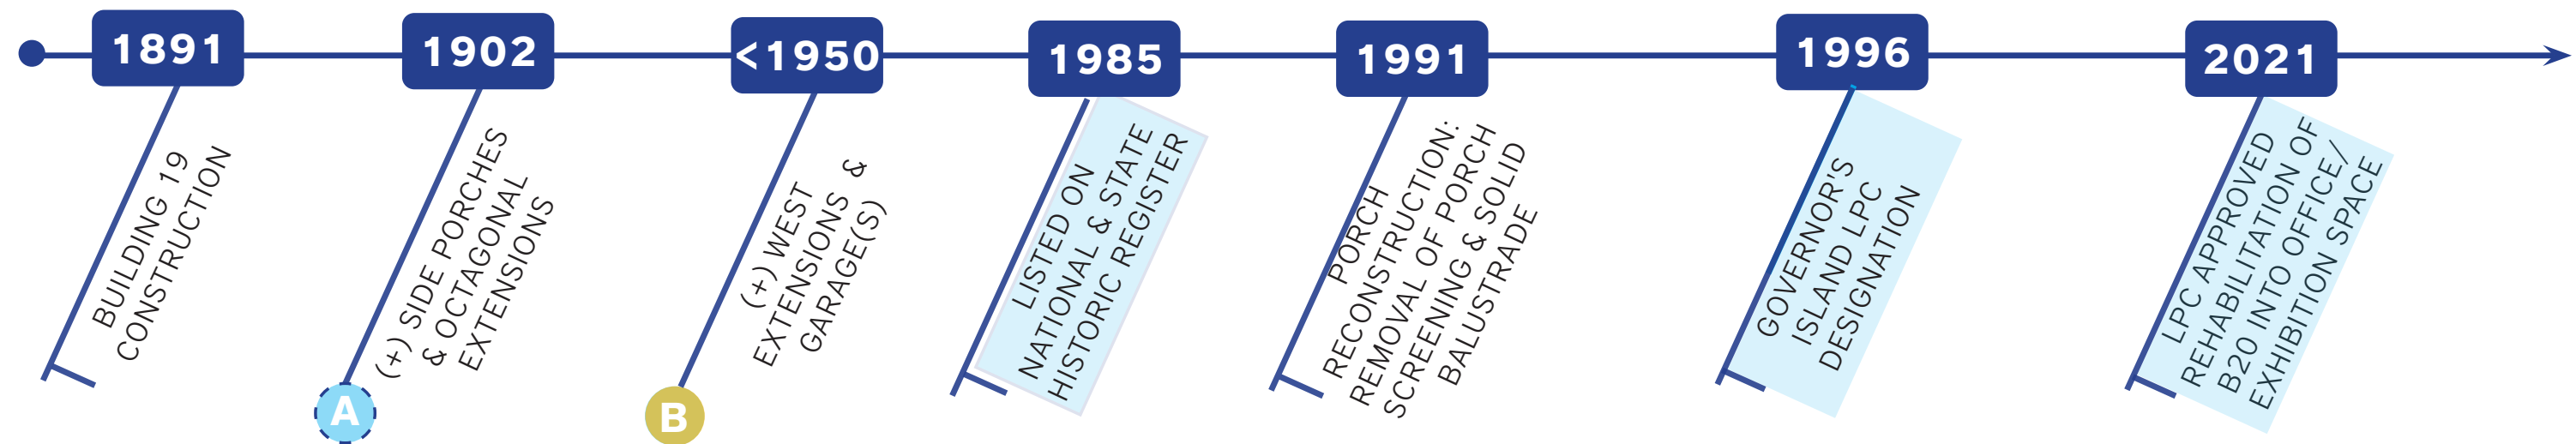 1891
BUILDING 19
CONSTRUCTION
1902
(+) SIDE PORCHES
& OCTAGONAL
EXTENSIONS
A
<1950
(+) WEST
EXTENSIONS &
GARAGE(S)
B
1985
LISTED ON
NATIONAL & STATE
HISTORIC REGISTER
1991
PORCH
RECONSTRUCTION:
REMOVAL OF PORCH
SCREENING & SOLID
BALUSTRADE
1996
GOVERNOR'S
ISLAND LPC
DESIGNATION
2021
LPC APPROVED
REHABILITATION OF
B20 INTO OFFICE/
EXHIBITION SPACE